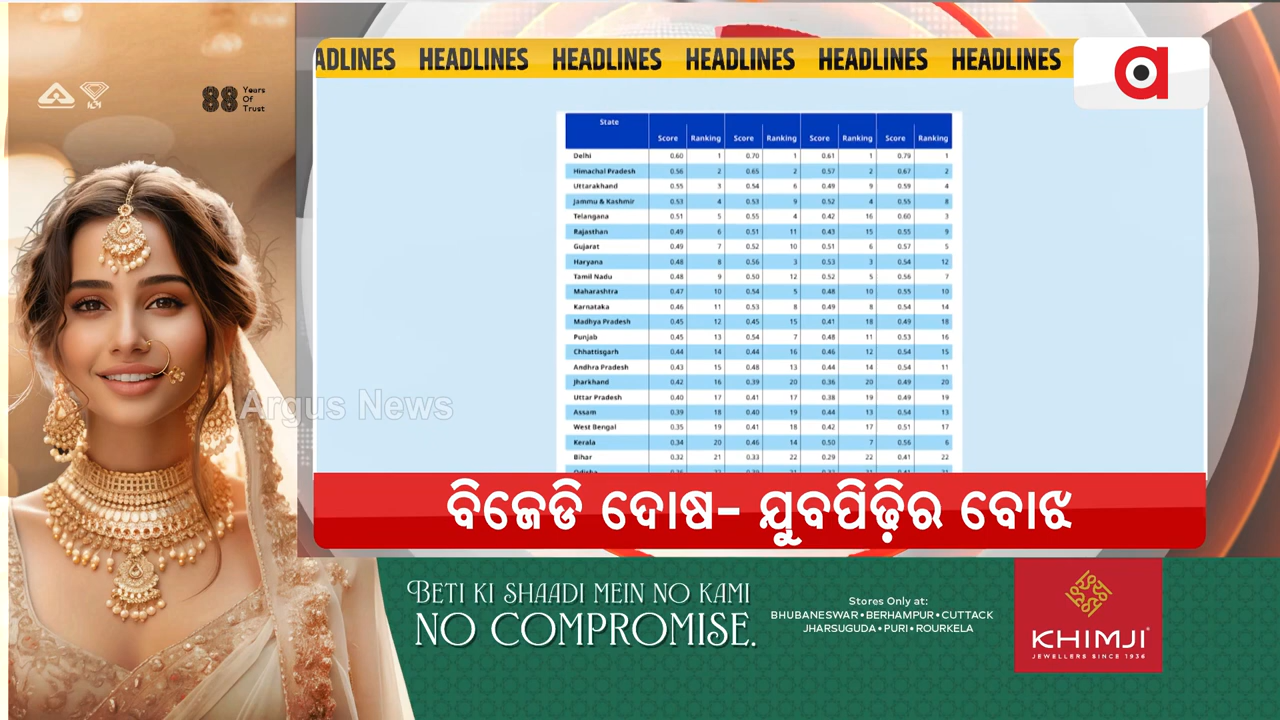 ADLINES HEADLINES HEADLINES HEADLINES HEADLINES HEADLINES
a
88 Years
Of
Trust
State
Score Ranking Score Ranking Score Ranking Score Ranking
Delhi 0.60 1 0.70 1 0.61 1 0.79 1
Himachal Pradesh 0.56 2 0.65 2 0.57 2 0.67 2
Uttarakhand 0.55 3 0.54 6 0.49 9 0.59 4
Jammu & Kashmir 0.53 4 0.53 9 0.52 4 0.55 8
Telangana 0.51 5 0.55 4 0.42 16 0.60 3
Rajasthan 0.49 6 0.51 11 0.43 15 0.55 9
Gujarat 0.49 7 0.52 10 0.51 6 0.57 5
Haryana 0.48 8 0.56 3 0.53 3 0.54 12
Tamil Nadu 0.48 9 0.50 12 0.52 5 0.56 7
Maharashtra 0.47 10 0.54 5 0.48 10 0.55 10
Karnataka 0.46 11 0.53 8 0.49 8 0.54 14
Madhya Pradesh 0.45 12 0.45 15 0.41 18 0.49 18
Punjab 0.45 13 0.54 7 0.48 11 0.53 16
Chhattisgarh 0.44 14 0.44 16 0.46 12 0.54 15
Andhra Pradesh 0.43 15 0.48 13 0.44 14 0.54 11
Jharkhand 0.42 16 0.39 20 0.36 20 0.49 20
Uttar Pradesh 0.40 17 0.41 17 0.38 19 0.49 19
Assam 0.39 18 0.40 19 0.44 13 0.54 13
West Bengal 0.35 19 0.41 18 0.42 17 0.51 17
Kerala 0.34 20 0.46 14 0.50 7 0.56 6
Bihar 0.32 21 0.33 22 0.29 22 0.41 22
Argus News
ବିଜେଡି ଦୋଷ- ଯୁବପିଢ଼ିର ବୋଝ
BETI KI SHAADI MEIN NO KAMI
NO COMPROMISE.
Stores Only at:
BHUBANESWAR • BERHAMPUR • CUTTACK
JHARSUGUDA • PURI • ROURKELA
KHIMJI
JEWELLERS SINCE 1936